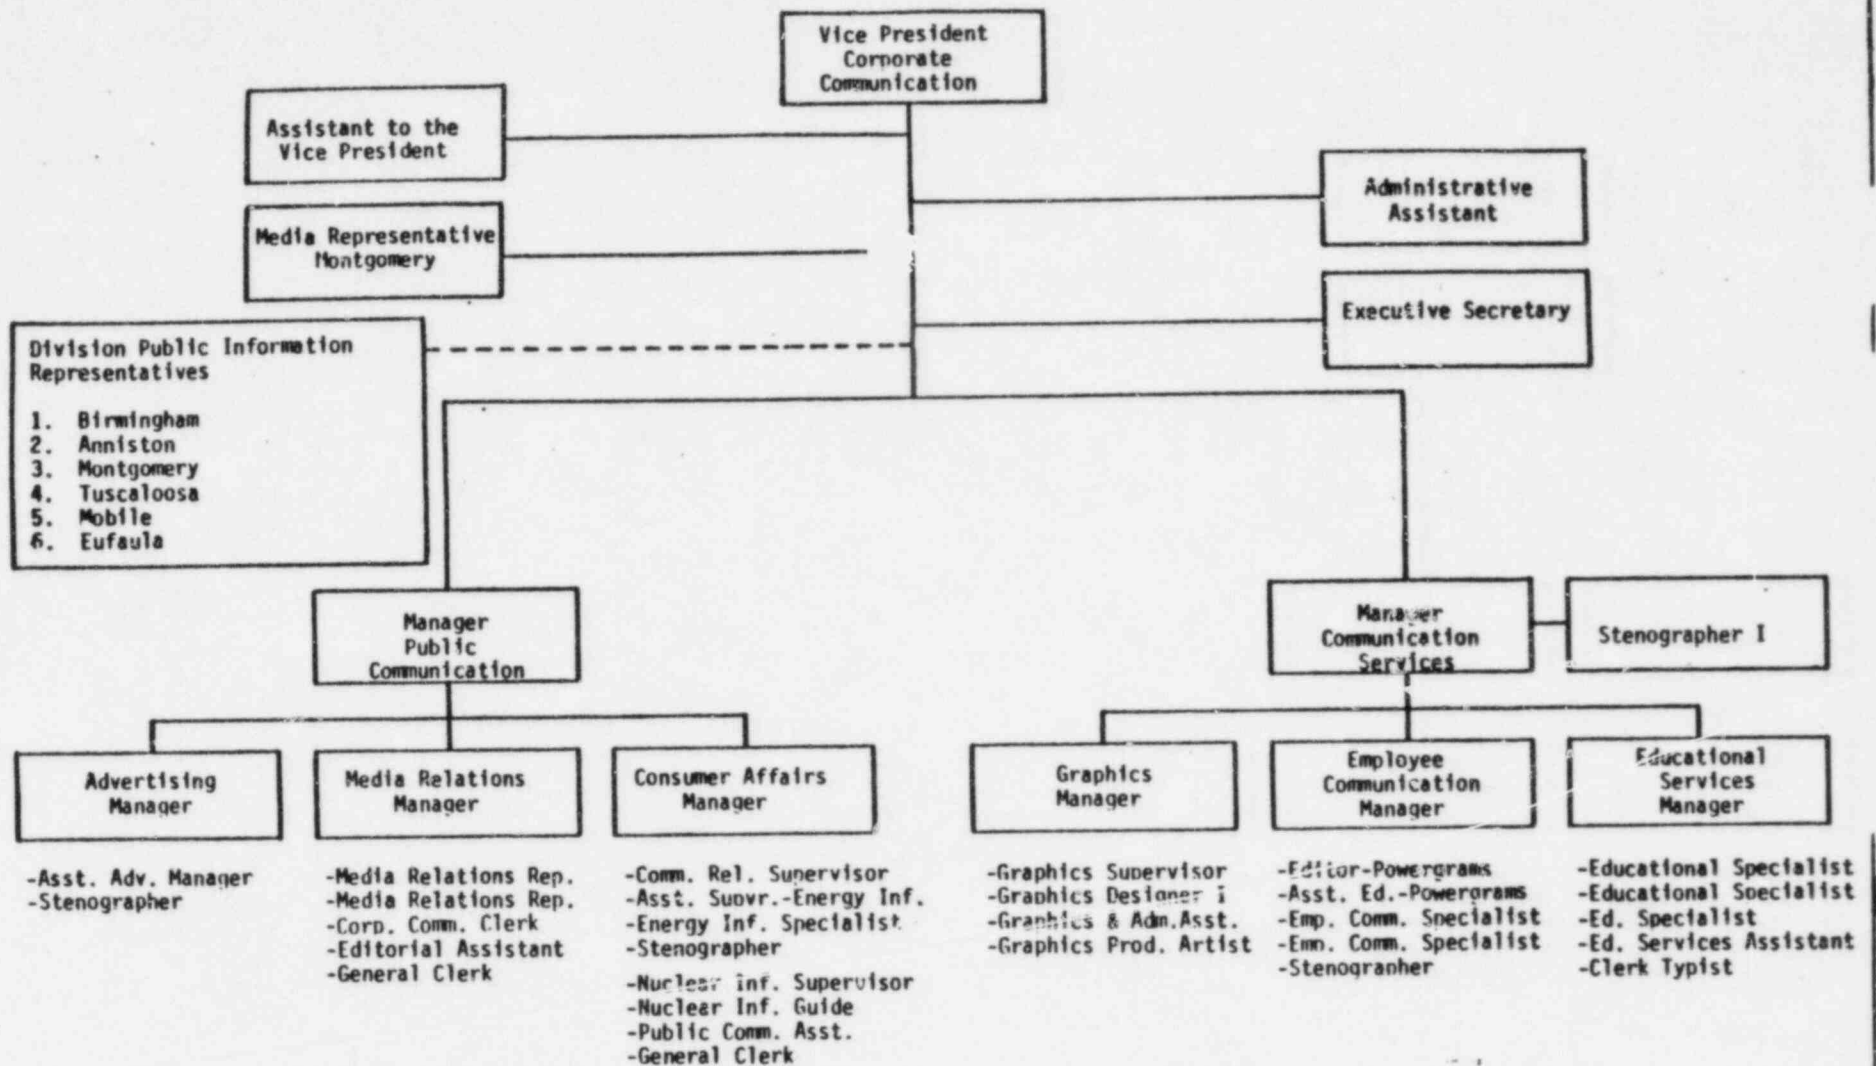 Vice President
Corporate
Communication
Assistant to the
Vice President
Administrative
Assistant
Media Representative
Montgomery
Executive Secretary
Division Public Information
Representatives
1. Birmingham
2. Anniston
3. Montgomery
4. Tuscaloosa
5. Mobile
6. Eufaula
Manager
Public
Communication
Manager
Communication
Services
Stenographer I
Advertising
Manager
-Asst. Adv. Manager
-Stenographer
Media Relations
Manager
-Media Relations Rep.
-Media Relations Rep.
-Corp. Comm. Clerk
-Editorial Assistant
-General Clerk
Consumer Affairs
Manager
-Comm. Rel. Supervisor
-Asst. Supvr.-Energy Inf.
-Energy Inf. Specialist
-Stenographer
-Nuclear Inf. Supervisor
-Nuclear Inf. Guide
-Public Comm. Asst.
-General Clerk
Graphics
Manager
-Graphics Supervisor
-Graphics Designer I
-Graphics & Adm.Asst.
-Graphics Prod. Artist
Employee
Communication
Manager
-Editor-Powergrams
-Asst. Ed.-Powergrams
-Emp. Comm. Specialist
-Emp. Comm. Specialist
-Stenographer
Educational
Services
Manager
-Educational Specialist
-Educational Specialist
-Ed. Specialist
-Ed. Services Assistant
-Clerk Typist